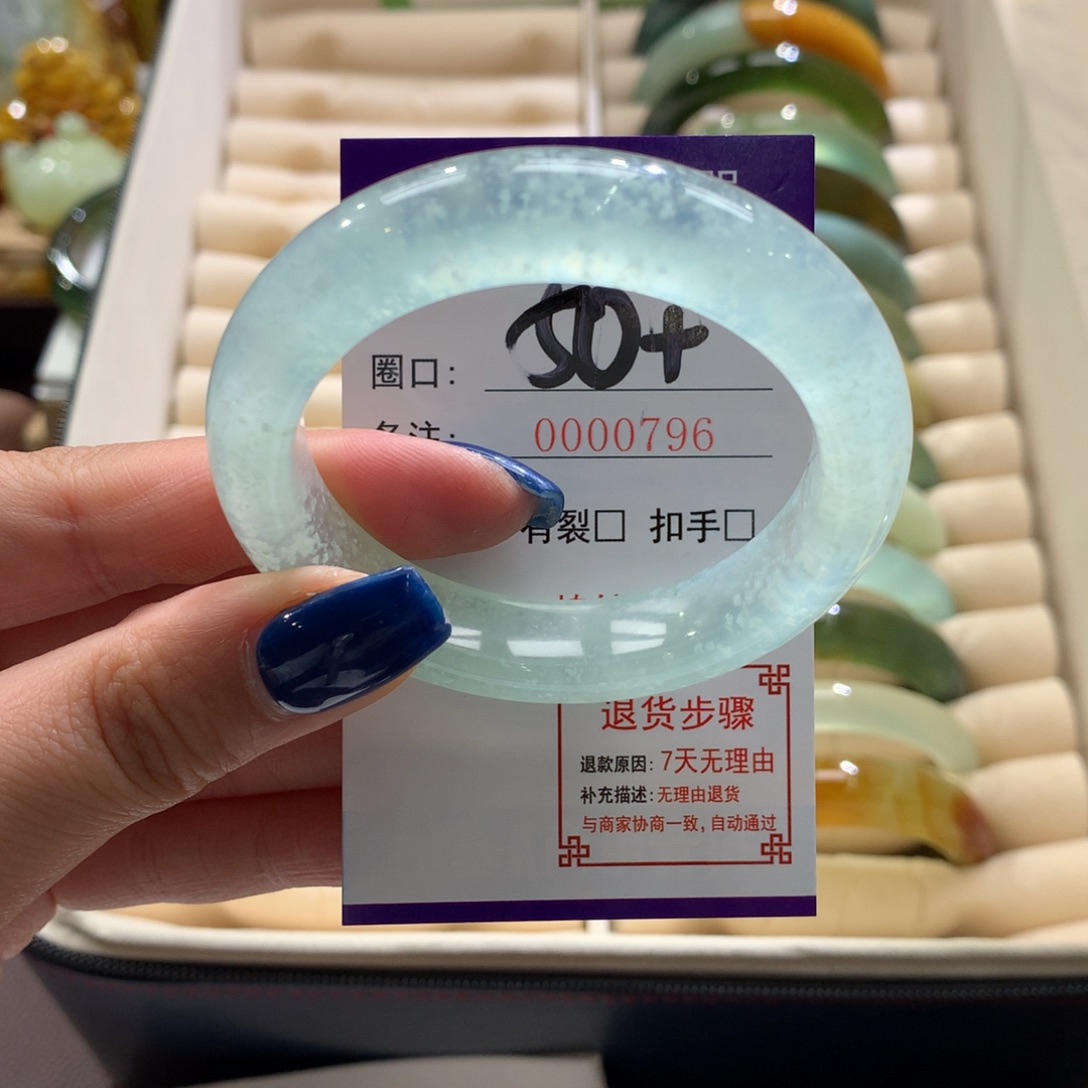 圈口: 50+
备注: 0000796
有裂□ 扣手□
退货步骤
退款原因: 7天无理由
补充描述: 无理由退货
与商家协商一致, 自动通过